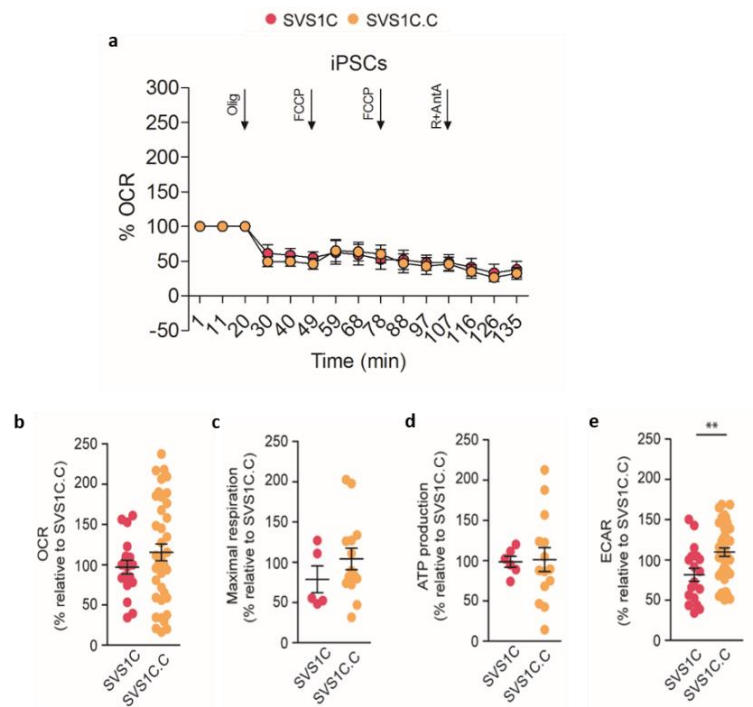 SVS1C SVS1C.C
a
iPSCs
Olig
FCCP
FCCP
R+AntA
% OCR
300
250
200
150
100
50
0
-50
1 11 20 30 40 49 59 68 78 88 97 107 116 126 135
Time (min)
b
OCR
(% relative to SVS1C.C)
250
200
150
100
50
0
SVS1C SVS1C.C
c
Maximal respiration
(% relative to SVS1C.C)
250
200
150
100
50
0
SVS1C SVS1C.C
d
ATP production
(% relative to SVS1C.C)
250
200
150
100
50
0
SVS1C SVS1C.C
e
ECAR
(% relative to SVS1C.C)
250
200
150
100
50
0
**
SVS1C SVS1C.C